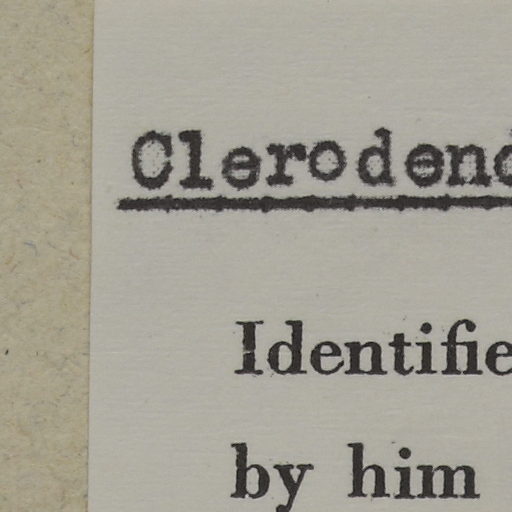 Clerodend
Identifie
by him